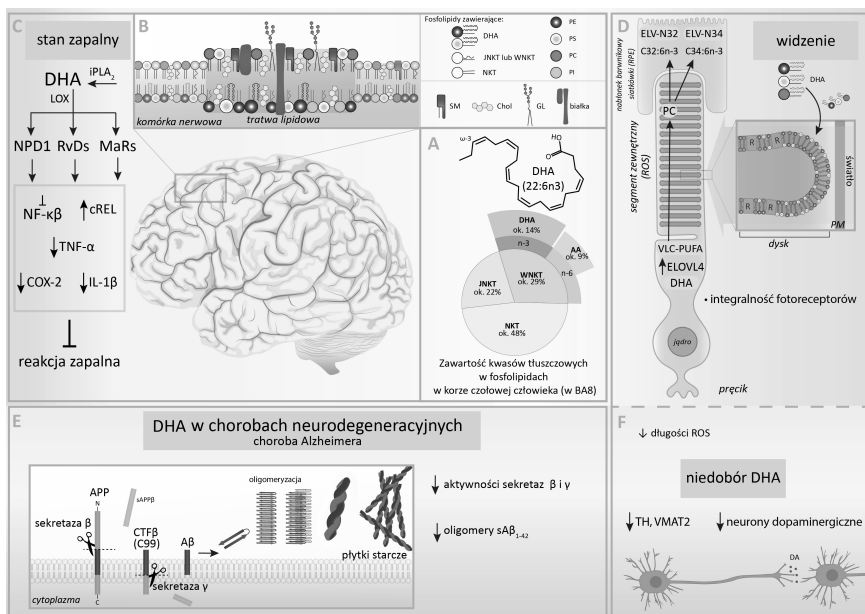 C
stan zapalny
DHA
iPLA2
LOX
NPD1 RvDs MaRs
NF-κβ
cREL
TNF-α
COX-2
IL-1β
reakcja zapalna
B
komórka nerwowa
tratwa lipidowa
Fosfolipidy zawierające:
DHA
JNKT lub WNKT
NKT
PE
PS
PC
PI
SM
Chol
GL
białka
A
ω-3
HO
O
DHA
(22:6n3)
DHA
ok. 14%
n-3
AA
ok. 9%
n-6
WNKT
ok. 29%
JNKT
ok. 22%
NKT
ok. 48%
Zawartość kwasów tłuszczowych
w fosfolipidach
w korze czołowej człowieka (w BA8)
D
ELV-N32 ELV-N34
C32:6n-3 C34:6n-3
nabłonek barwnikowy
siatkówki (RPE)
widzenie
DHA
PC
segment zewnętrzny
(ROS)
R
R
R
R
światło
PM
dysk
VLC-PUFA
ELOVL4
DHA
• integralność fotoreceptorów
jądro
pręcik
E
DHA w chorobach neurodegeneracyjnych
choroba Alzheimera
APP
N
sAPPβ
sekretaza β
CTFβ
(C99)
Aβ
oligomeryzacja
płytki starcze
sekretaza γ
C
cytoplazma
↓ aktywności sekretaz β i γ
↓ oligomery sAβ1-42
F
↓ długości ROS
niedobór DHA
↓ TH, VMAT2
↓ neurony dopaminergiczne
DA